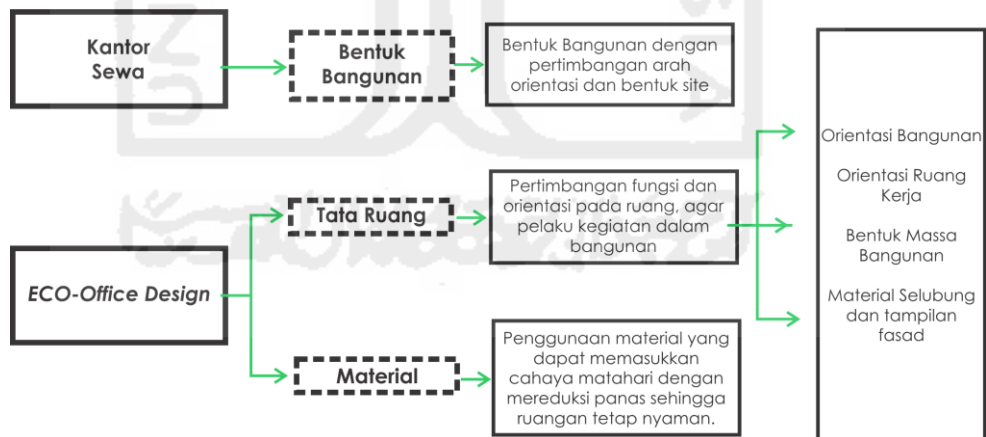 Kantor
Sewa
Bentuk
Bangunan
Bentuk Bangunan dengan
pertimbangan arah
orientasi dan bentuk site
ECO-Office Design
Tata Ruang
Pertimbangan fungsi dan
orientasi pada ruang, agar
pelaku kegiatan dalam
bangunan
Material
Penggunaan material yang
dapat memasukkan
cahaya matahari dengan
mereduksi panas sehingga
ruangan tetap nyaman.
Orientasi Bangunan
Orientasi Ruang
Kerja
Bentuk Massa
Bangunan
Material Selubung
dan tampilan
fasad